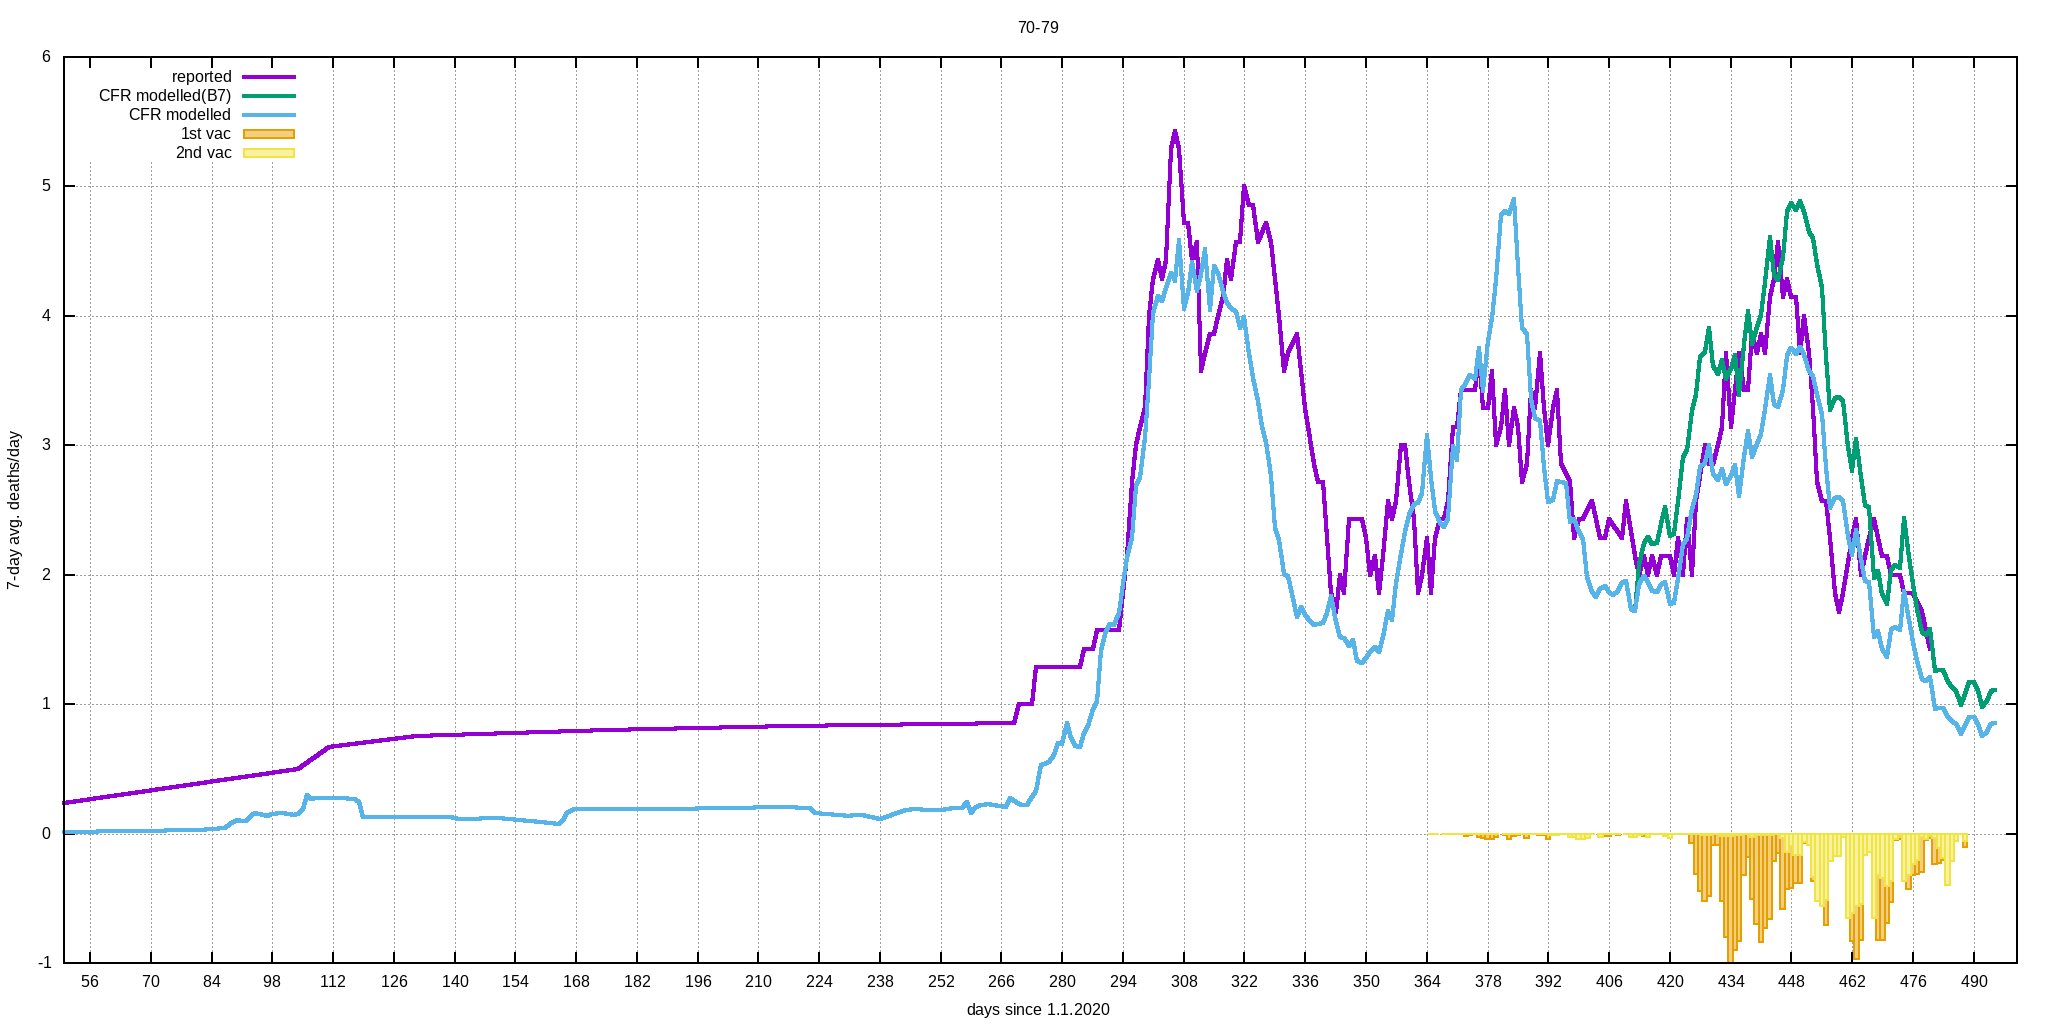 70-79
reported
CFR modelled(B7)
CFR modelled
1st vac
2nd vac
6
5
4
3
2
1
0
-1
7-day avg. deaths/day
56 70 84 98 112 126 140 154 168 182 196 210 224 238 252 266 280 294 308 322 336 350 364 378 392 406 420 434 448 462 476 490
days since 1.1.2020